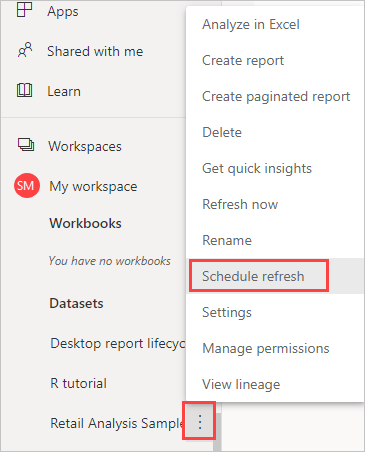 Apps
Shared with me
Learn
Workspaces
SM
My workspace
Workbooks
You have no workbooks
Datasets
Desktop report lifecyc
R tutorial
Retail Analysis Sample
Analyze in Excel
Create report
Create paginated report
Delete
Get quick insights
Refresh now
Rename
Schedule refresh
Settings
Manage permissions
View lineage